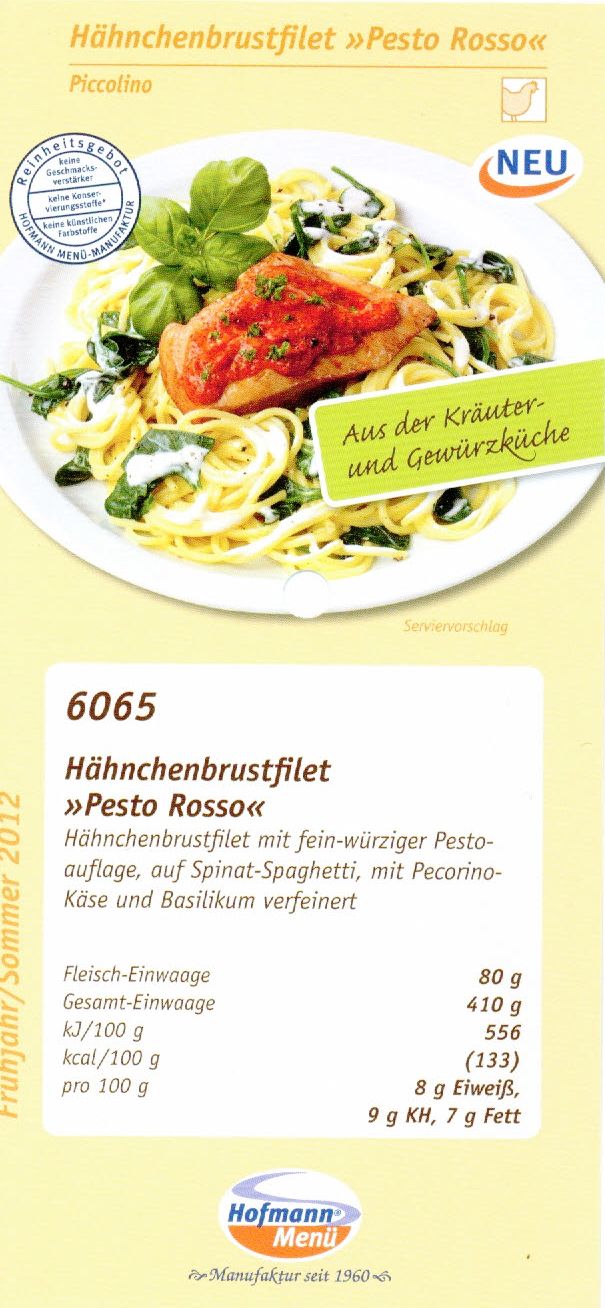 Hähnchenbrustfilet »Pesto Rosso«
Piccolino
NEU
Reinheitsgebot
keine
Geschmacks-
verstärker
keine Konser-
vierungsstoffe*
keine künstlichen
Farbstoffe
HOFMANN MENÜ-MANUFAKTUR
Aus der Kräuter-
und Gewürzküche
Serviervorschlag
6065
Hähnchenbrustfilet
»Pesto Rosso«
Hähnchenbrustfilet mit fein-würziger Pesto-
auflage, auf Spinat-Spaghetti, mit Pecorino-
Käse und Basilikum verfeinert
Fleisch-Einwaage 80 g
Gesamt-Einwaage 410 g
kJ/100 g 556
kcal/100 g (133)
pro 100 g 8 g Eiweiß,
9 g KH, 7 g Fett
Frühjahr/Sommer 2012
Hofmann®
Menü
Manufaktur seit 1960